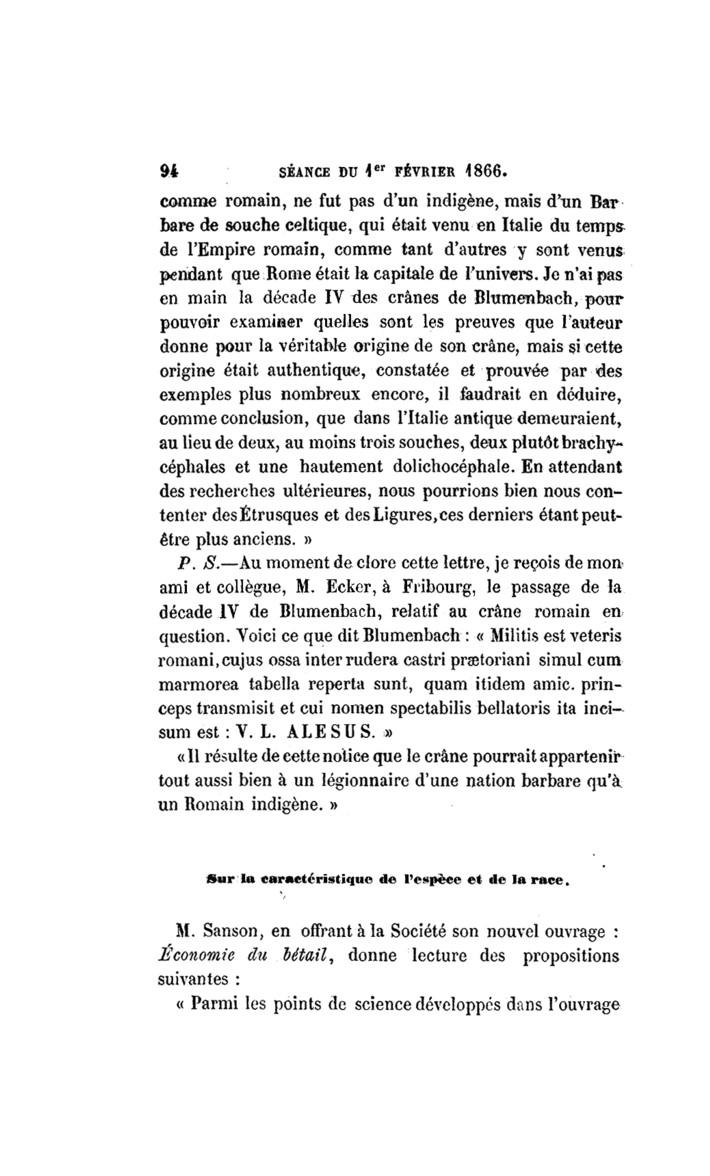 94 SÉANCE DU 1er FÉVRIER 1866.
comme romain, ne fut pas d'un indigène, mais d'un Bar
bare de souche celtique, qui était venu en Italie du temps
de l'Empire romain, comme tant d'autres y sont venus
pendant que Rome était la capitale de l'univers. Je n'ai pas
en main la décade IV des crânes de Blumenbach, pour
pouvoir examiner quelles sont les preuves que l'auteur
donne pour la véritable origine de son crâne, mais si cette
origine était authentique, constatée et prouvée par des
exemples plus nombreux encore, il faudrait en déduire,
comme conclusion, que dans l'Italie antique demeuraient,
au lieu de deux, au moins trois souches, deux plutôt brachy-
céphales et une hautement dolichocéphale. En attendant
des recherches ultérieures, nous pourrions bien nous con-
tenter des Étrusques et des Ligures, ces derniers étant peut-
être plus anciens. »
P. S.—Au moment de clore cette lettre, je reçois de mon
ami et collègue, M. Ecker, à Fribourg, le passage de la
décade IV de Blumenbach, relatif au crâne romain en
question. Voici ce que dit Blumenbach : « Militis est veteris
romani, cujus ossa inter rudera castri prætoriani simul cum
marmorea tabella reperta sunt, quam itidem amic. prin-
ceps transmisit et cui nomen spectabilis bellatoris ita inci-
sum est : V. L. ALESUS. »
« Il résulte de cette notice que le crâne pourrait appartenir
tout aussi bien à un légionnaire d'une nation barbare qu'à
un Romain indigène. »
Sur la caractéristique de l'espèce et de la race.
M. Sanson, en offrant à la Société son nouvel ouvrage :
Économie du bétail, donne lecture des propositions
suivantes :
« Parmi les points de science développés dans l'ouvrage